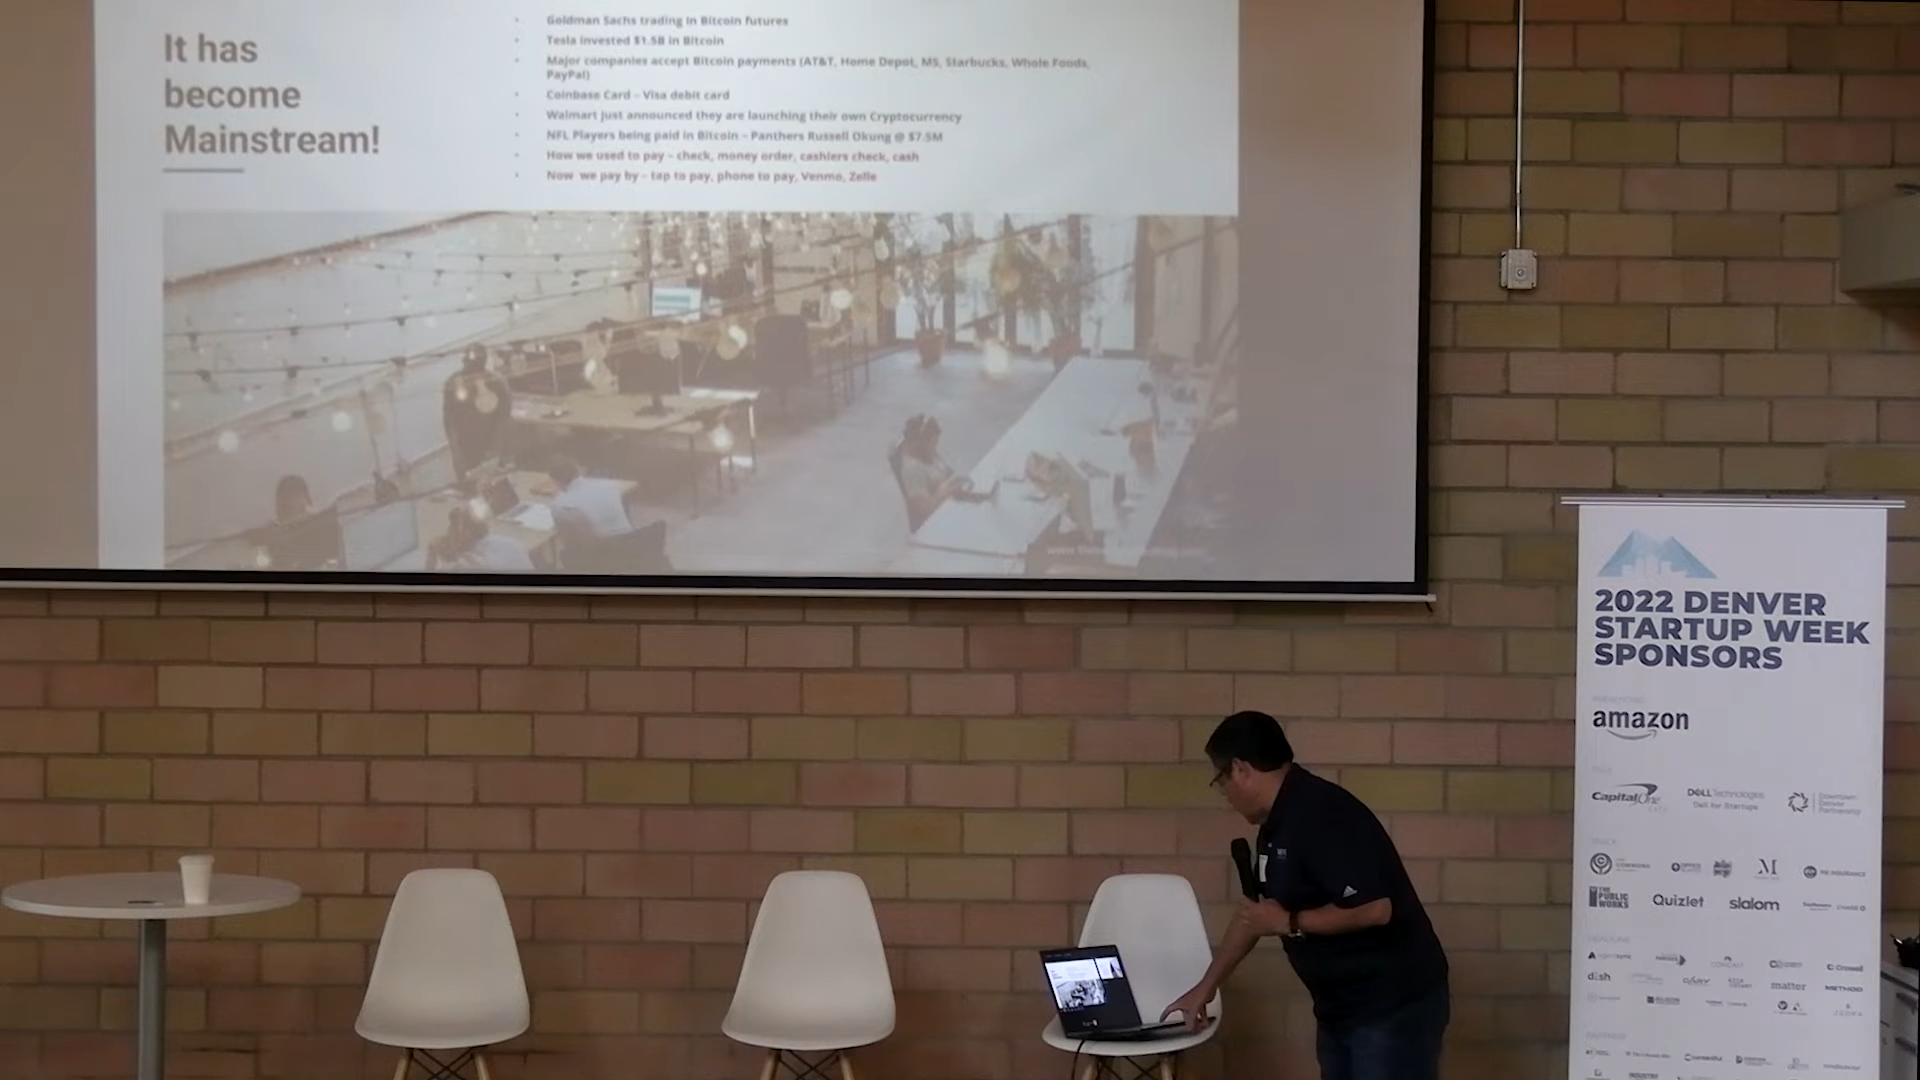 It has
become
Mainstream!
Goldman Sachs trading in Bitcoin futures
Tesla invested $1.5B in Bitcoin
Major companies accept Bitcoin payments (AT&T, Home Depot, MS, Starbucks, Whole Foods,
PayPal)
Coinbase Card – Visa debit card
Walmart just announced they are launching their own Cryptocurrency
NFL Players being paid in Bitcoin – Panthers Russell Okung @ $7.5M
How we used to pay – check, money order, cashiers check, cash
Now we pay by – tap to pay, phone to pay, Venmo, Zelle
2022 DENVER
STARTUP WEEK
SPONSORS
amazon
Capital One
DELL Technologies
Dell for Startups
Downtown
Denver
Partnership
M
THE
PUBLIC
WORKS
Quizlet
slalom
COMCAST
Crowell
dish
matter
METHOD